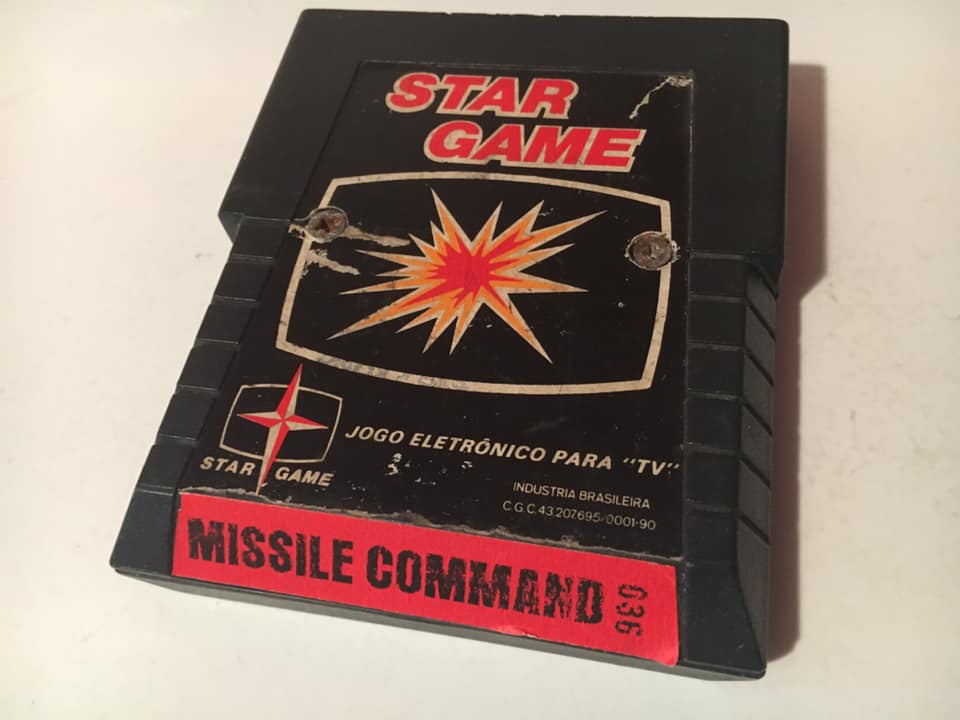 STAR
GAME
STAR GAME
JOGO ELETRÔNICO PARA "TV"
INDUSTRIA BRASILEIRA
C.G.C.43.207695/0001-90
MISSILE COMMAND 036